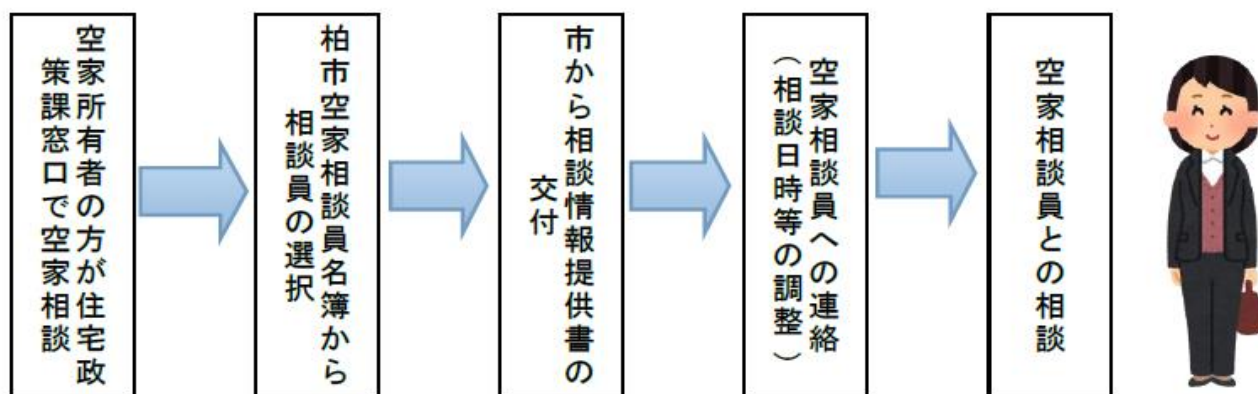 空家所有者の方が住宅政
策課窓口で空家相談
柏市空家相談員名簿から
相談員の選択
市から相談情報提供書の
交付
空家相談員への連絡
（相談日時等の調整）
空家相談員との相談